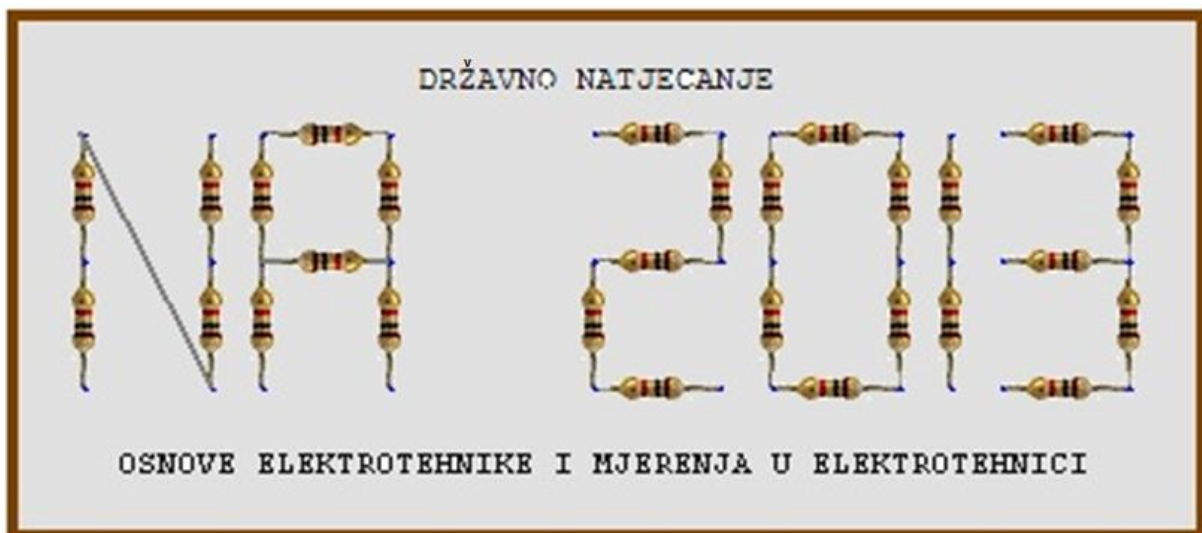 DRŽAVNO NATJECANJE
NA 2013
OSNOVE ELEKTROTEHNIKE I MJERENJA U ELEKTROTEHNICI